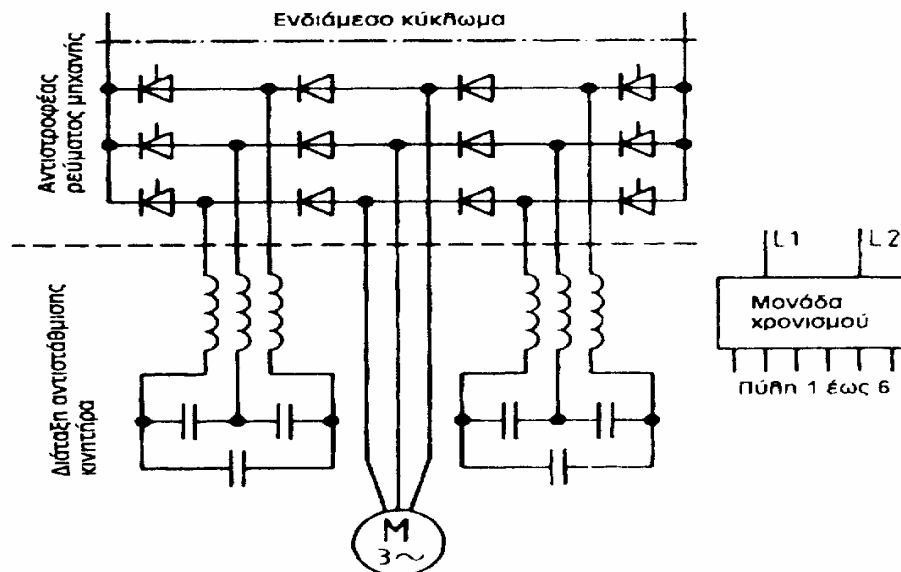 Ενδιάμεσο κύκλωμα
Αντιστροφέας
ρεύματος μηχανής
L1
L2
Μονάδα
χρονισμού
Πύλη 1 έως 6
Διάταξη αντιστάθμισης
κινητήρα
M
3~